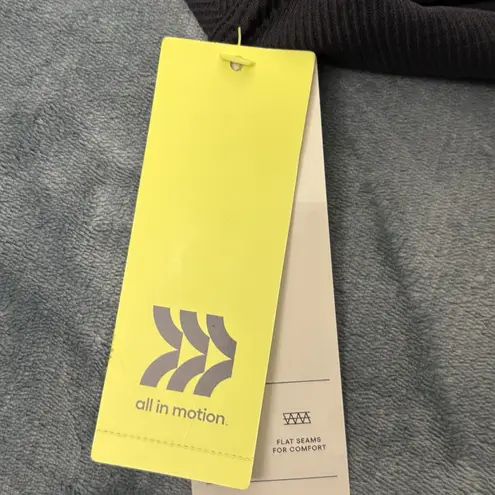 all in motion.
FLAT SEAMS
FOR COMFORT